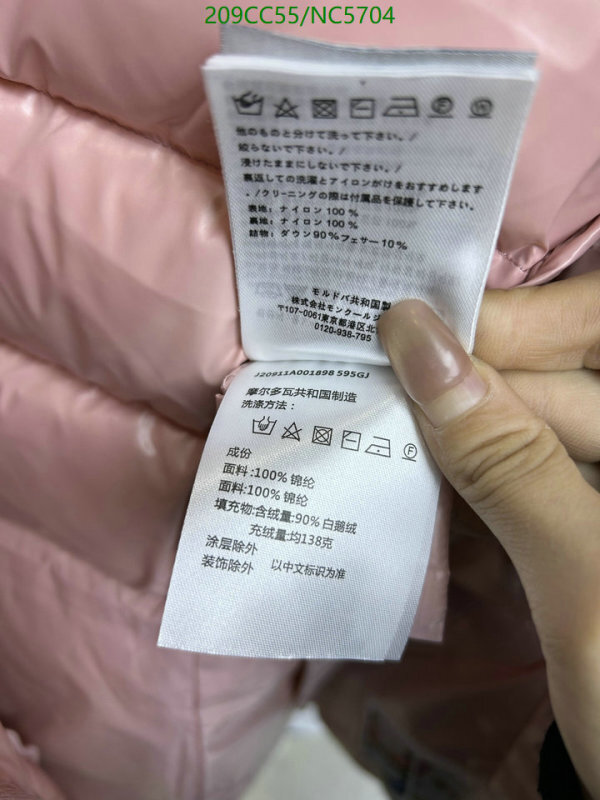 209CC55/NC5704
他のものと分けて洗って下さい。/
絞らないで下さい。/
浸けたままにしないで下さい。/
裏返しての洗濯とアイロンがけをおすすめします
。/クリーニングの際は付属品を保護して下さい。
表地: ナイロン 100 %
裏地: ナイロン 100 %
詰物: ダウン 90% フェザー 10%
モルドバ共和国製
株式会社モンクールジ
〒107-0061東京都港区北
0120-938-795
J20911A001898 595GJ
摩尔多瓦共和国制造
洗涤方法：
F
成份
面料:100% 锦纶
面料:100% 锦纶
填充物:含绒量:90% 白鹅绒
充绒量:均138克
涂层除外
装饰除外 以中文标识为准